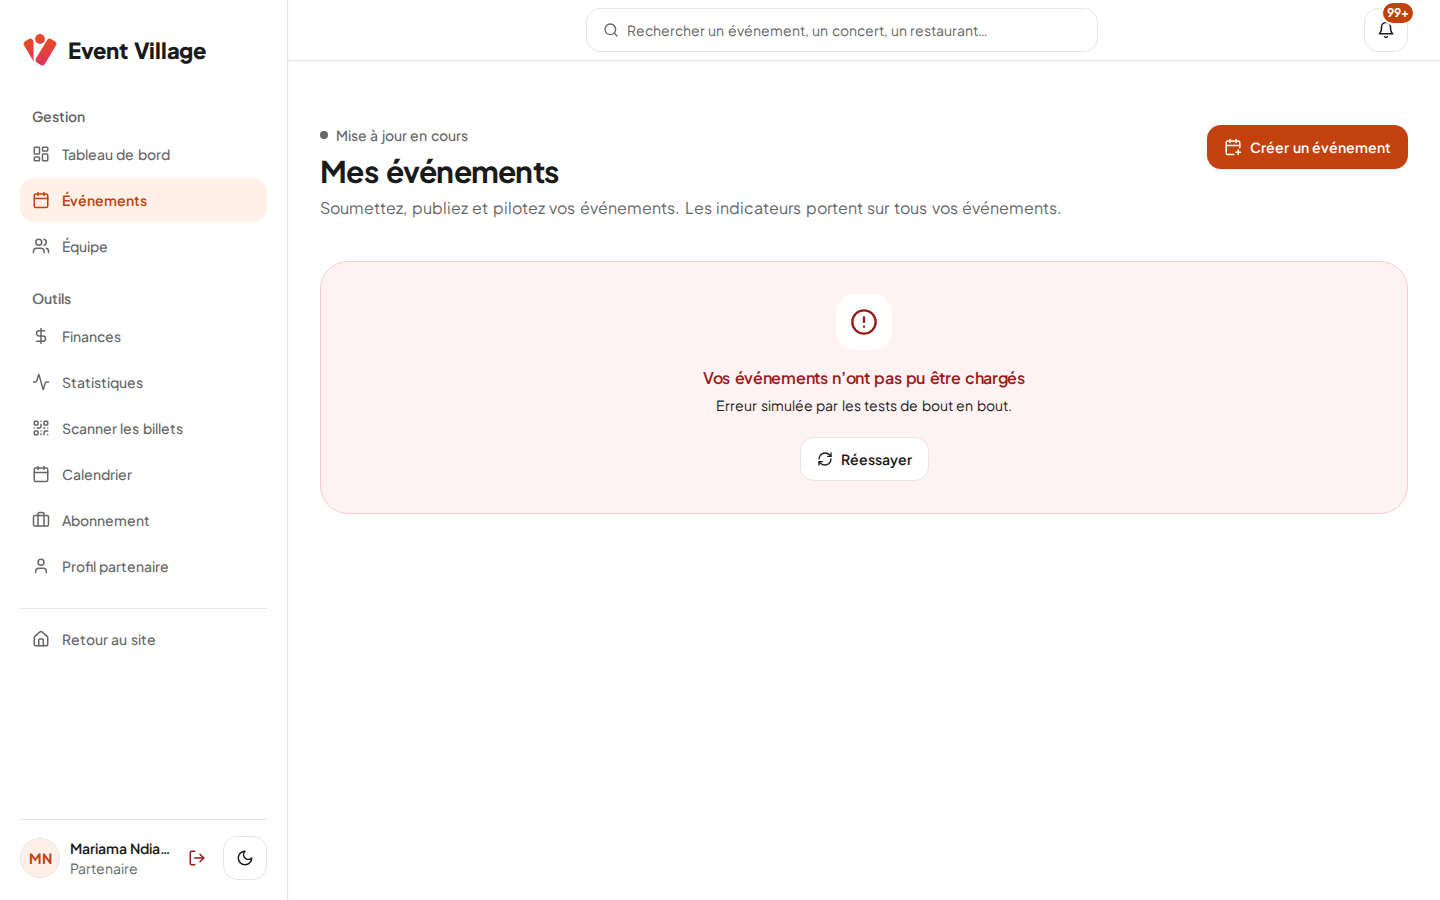 Event Village
Rechercher un événement, un concert, un restaurant…
99+
Gestion
Tableau de bord
Événements
Équipe
Outils
Finances
Statistiques
Scanner les billets
Calendrier
Abonnement
Profil partenaire
Retour au site
MN
Mariama Ndia…
Partenaire
Mise à jour en cours
Mes événements
Soumettez, publiez et pilotez vos événements. Les indicateurs portent sur tous vos événements.
Créer un événement
Vos événements n’ont pas pu être chargés
Erreur simulée par les tests de bout en bout.
Réessayer